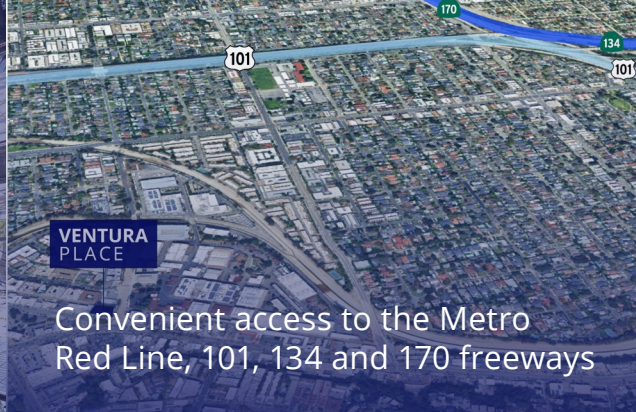 170
134
101
101
VENTURA
PLACE
Convenient access to the Metro
Red Line, 101, 134 and 170 freeways